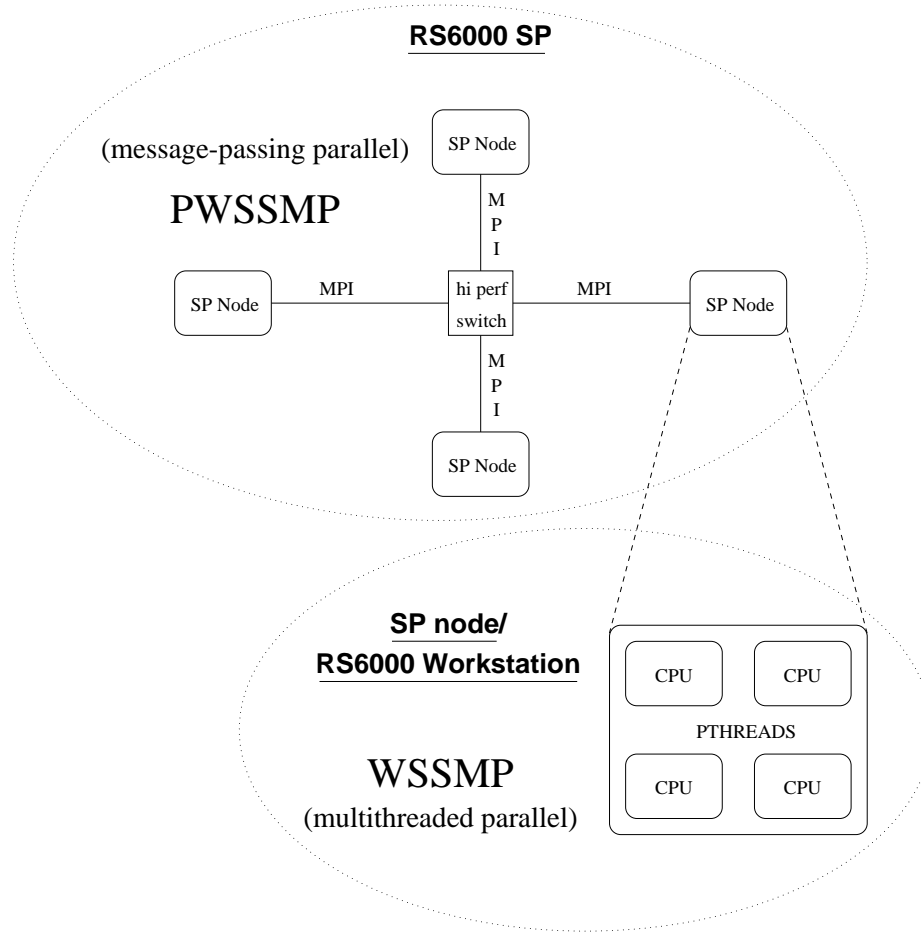 RS6000 SP
(message-passing parallel)
PWSSMP
SP Node
M
P
I
SP Node
MPI
hi perf
switch
MPI
SP Node
M
P
I
SP Node
SP node/
RS6000 Workstation
WSSMP
(multithreaded parallel)
CPU
CPU
PTHREADS
CPU
CPU